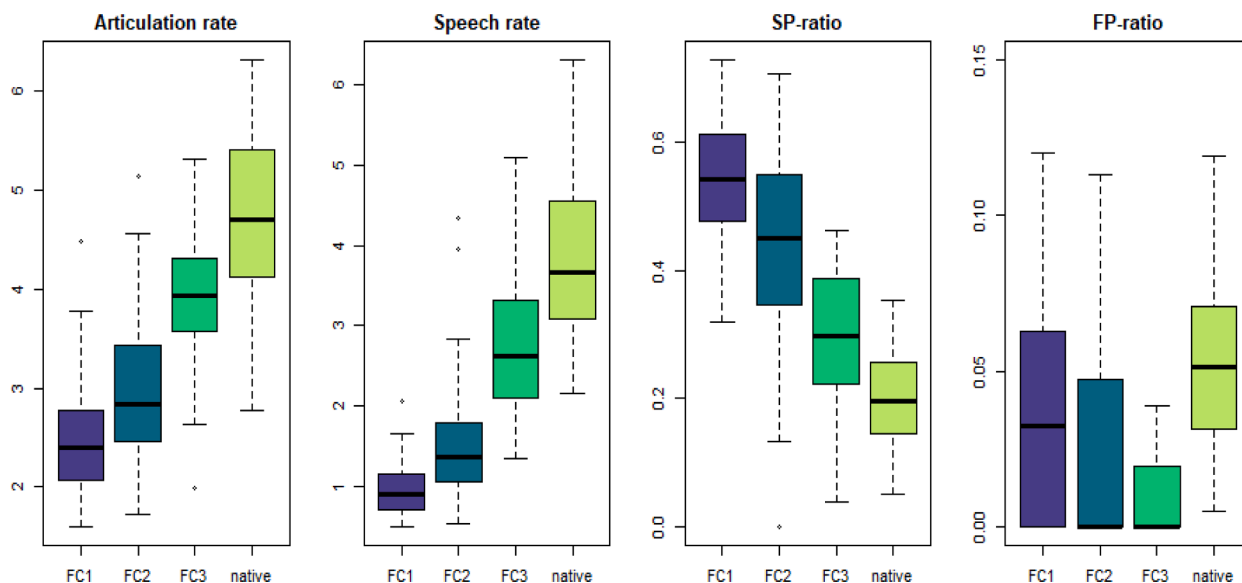 Articulation rate
6
5
4
3
2
FC1 FC2 FC3 native
Speech rate
6
5
4
3
2
1
FC1 FC2 FC3 native
SP-ratio
0.6
0.4
0.2
0.0
FC1 FC2 FC3 native
FP-ratio
0.15
0.10
0.05
0.00
FC1 FC2 FC3 native